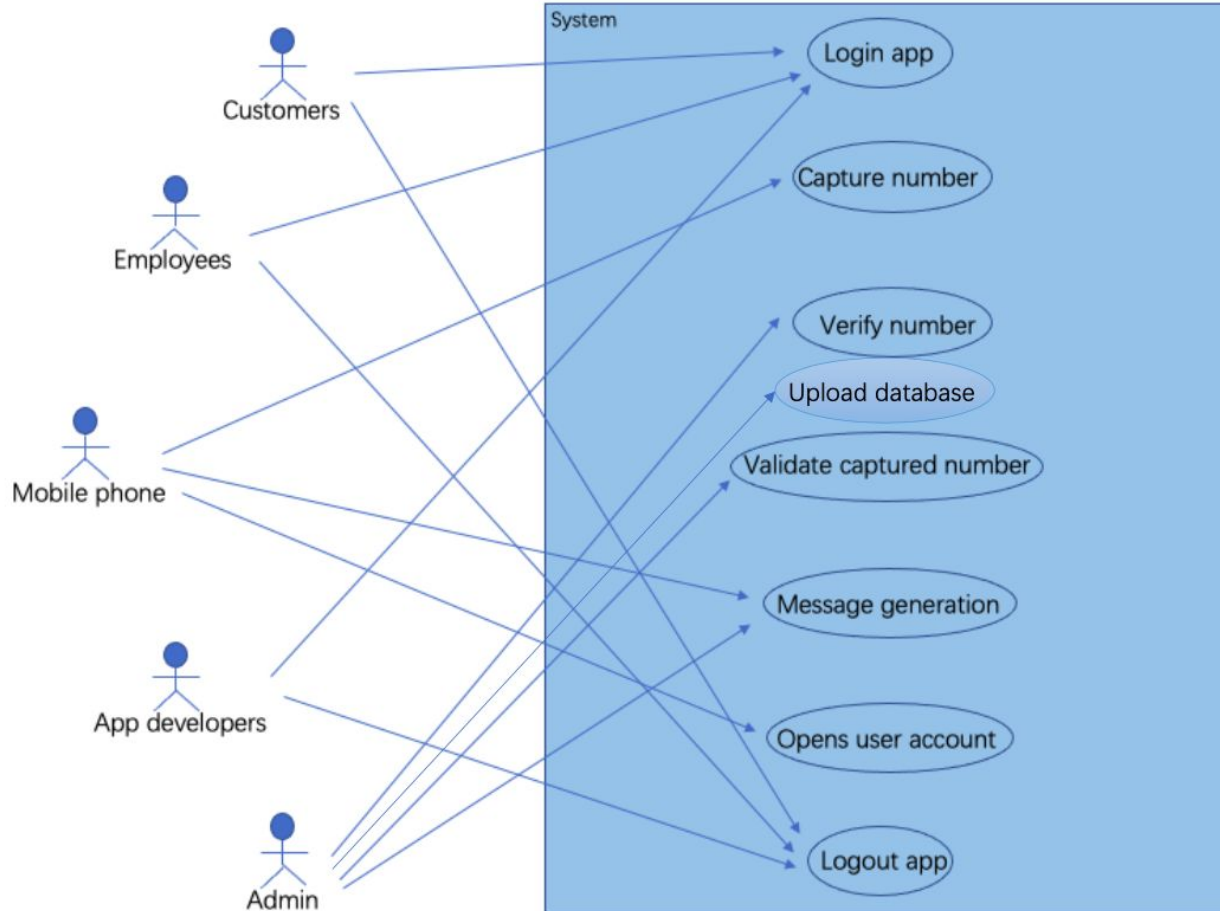 System
Login app
Customers
Capture number
Employees
Verify number
Upload database
Validate captured number
Mobile phone
Message generation
App developers
Opens user account
Logout app
Admin